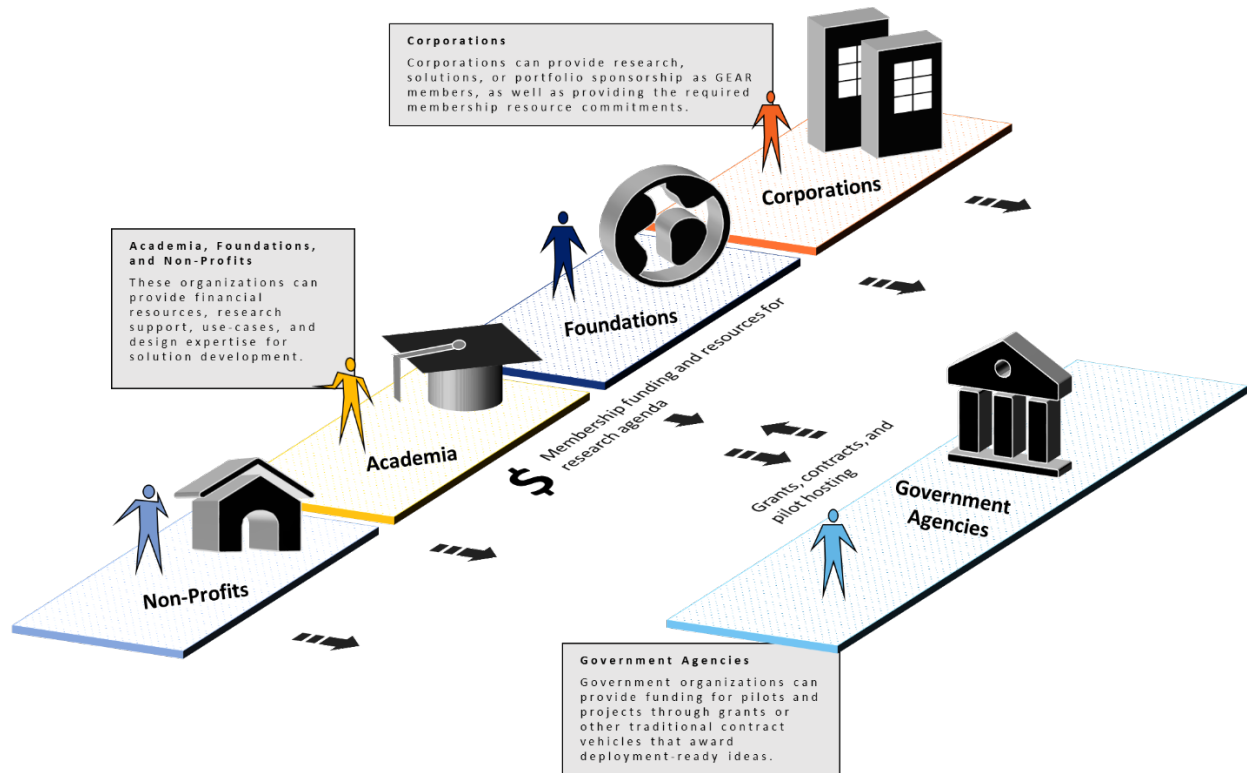 Corporations
Corporations can provide research,
solutions, or portfolio sponsorship as GEAR
members, as well as providing the required
membership resource commitments.
Corporations
Academia, Foundations,
and Non-Profits
These organizations can
provide financial
resources, research
support, use-cases, and
design expertise for
solution development.
Foundations
Academia
Non-Profits
$
Membership funding and resources for
research agenda
Grants, contracts, and
pilot hosting
Government
Agencies
Government Agencies
Government organizations can
provide funding for pilots and
projects through grants or
other traditional contract
vehicles that award
deployment-ready ideas.